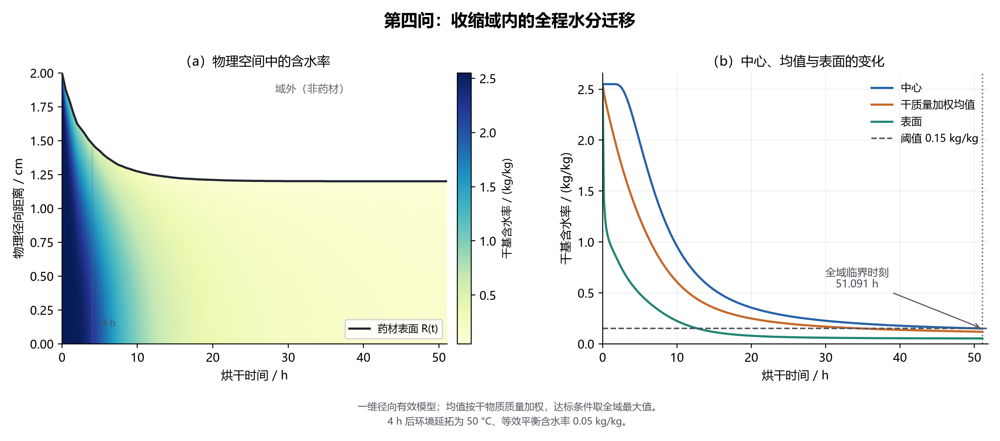 第四问：收缩域内的全程水分迁移
（a）物理空间中的含水率
物理径向距离 / cm
2.00
1.75
1.50
1.25
1.00
0.75
0.50
0.25
0.00
域外（非药材）
4 h
药材表面 R(t)
0
10
20
30
40
50
烘干时间 / h
2.5
2.0
1.5
1.0
0.5
干基含水率 / (kg/kg)
（b）中心、均值与表面的变化
干基含水率 / (kg/kg)
2.5
2.0
1.5
1.0
0.5
0.0
中心
干质量加权均值
表面
阈值 0.15 kg/kg
全域临界时刻
51.091 h
0
10
20
30
40
50
烘干时间 / h
一维径向有效模型；均值按干物质质量加权，达标条件取全域最大值。
4 h 后环境延拓为 50 °C、等效平衡含水率 0.05 kg/kg。